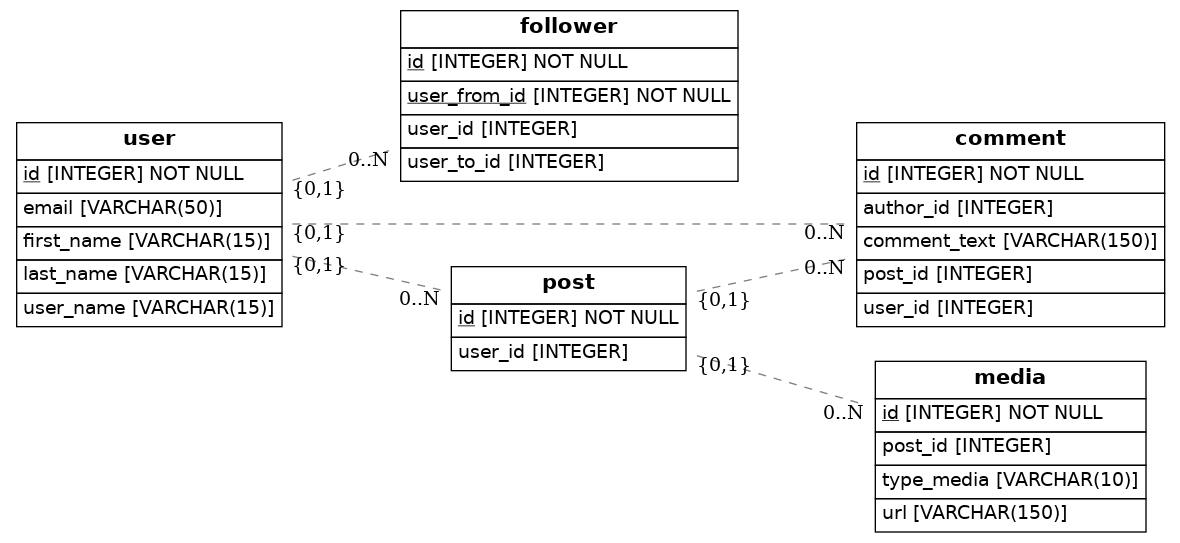 follower
id [INTEGER] NOT NULL
user_from_id [INTEGER] NOT NULL
user_id [INTEGER]
user_to_id [INTEGER]
user
id [INTEGER] NOT NULL
email [VARCHAR(50)]
first_name [VARCHAR(15)]
last_name [VARCHAR(15)]
user_name [VARCHAR(15)]
0..N
{0,1}
{0,1}
0..N
{0,1}
0..N
post
id [INTEGER] NOT NULL
user_id [INTEGER]
{0,1}
0..N
{0,1}
0..N
comment
id [INTEGER] NOT NULL
author_id [INTEGER]
comment_text [VARCHAR(150)]
post_id [INTEGER]
user_id [INTEGER]
media
id [INTEGER] NOT NULL
post_id [INTEGER]
type_media [VARCHAR(10)]
url [VARCHAR(150)]